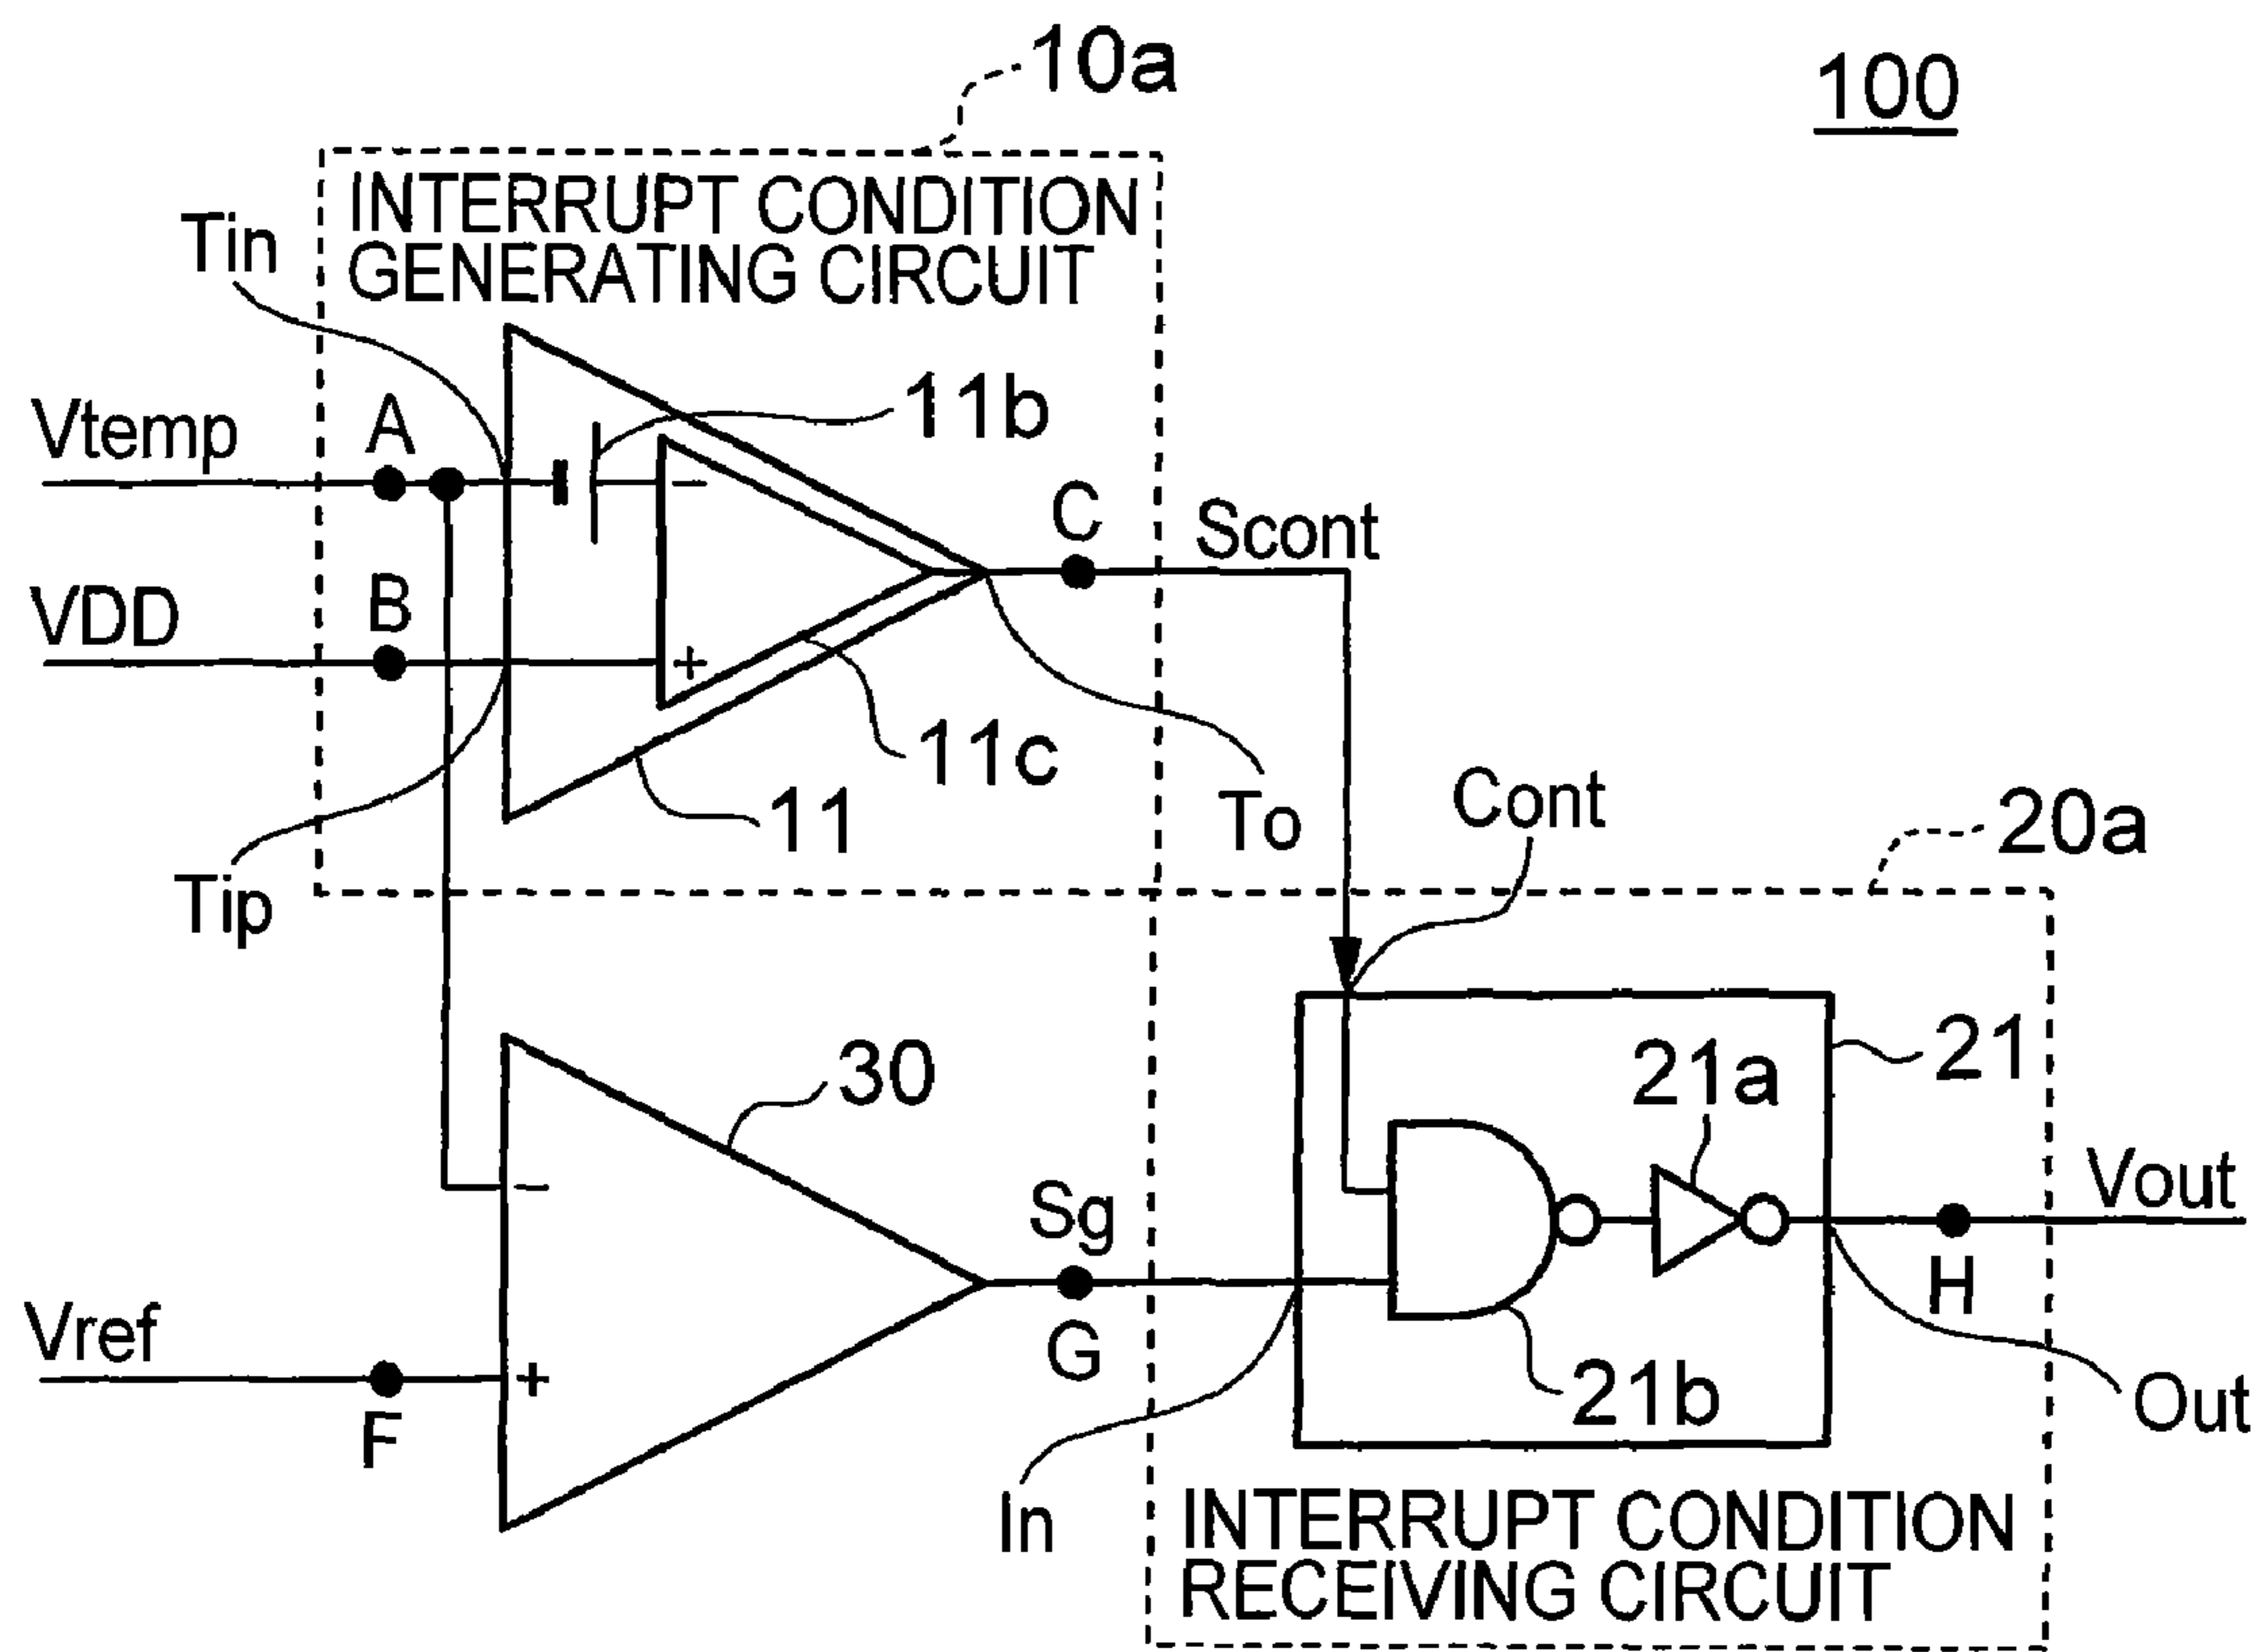 10a
100
INTERRUPT CONDITION
GENERATING CIRCUIT
Tin
11b
Vtemp
A
-
C
Scont
VDD
B
+
11c
11
To
Cont
20a
Tip
30
21
21a
-
Sg
Vout
H
Vref
G
+
F
21b
Out
In
INTERRUPT CONDITION
RECEIVING CIRCUIT